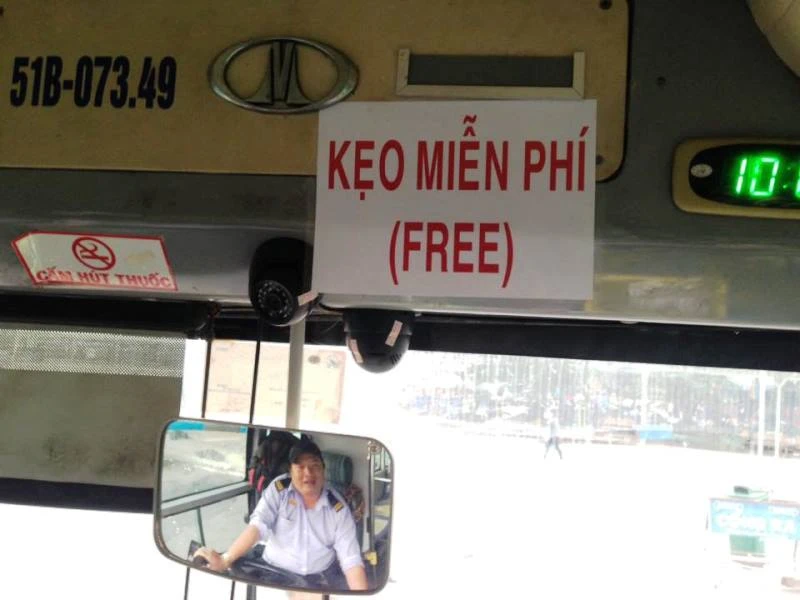 51B-073.49
KẸO MIỄN PHÍ
(FREE)
CẤM HÚT THUỐC